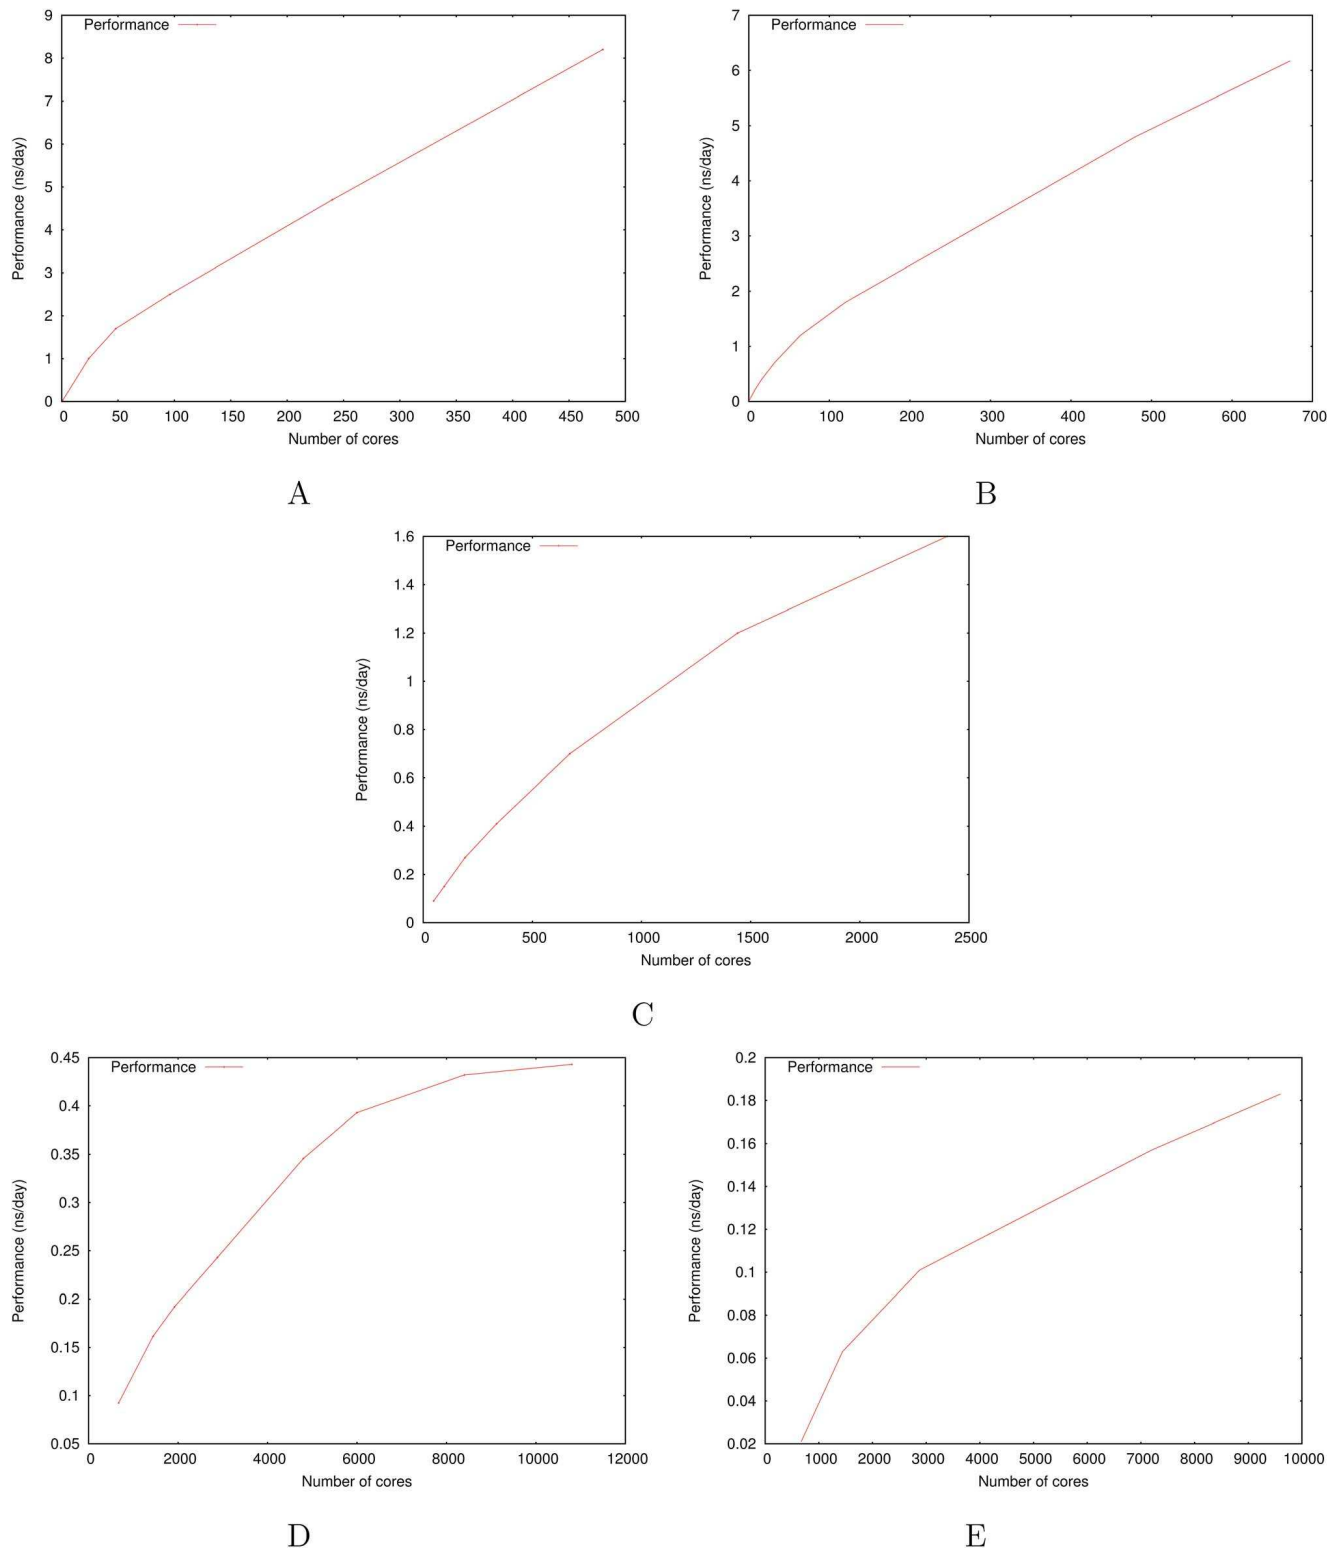 Performance
Performance (ns/day)
9
8
7
6
5
4
3
2
1
0
0 50 100 150 200 250 300 350 400 450 500
Number of cores
A
Performance
Performance (ns/day)
7
6
5
4
3
2
1
0
0 100 200 300 400 500 600 700
Number of cores
B
Performance
Performance (ns/day)
1.6
1.4
1.2
1
0.8
0.6
0.4
0.2
0
0 500 1000 1500 2000 2500
Number of cores
C
Performance
Performance (ns/day)
0.45
0.4
0.35
0.3
0.25
0.2
0.15
0.1
0.05
0 2000 4000 6000 8000 10000 12000
Number of cores
D
Performance
Performance (ns/day)
0.2
0.18
0.16
0.14
0.12
0.1
0.08
0.06
0.04
0.02
0 1000 2000 3000 4000 5000 6000 7000 8000 9000 10000
Number of cores
E